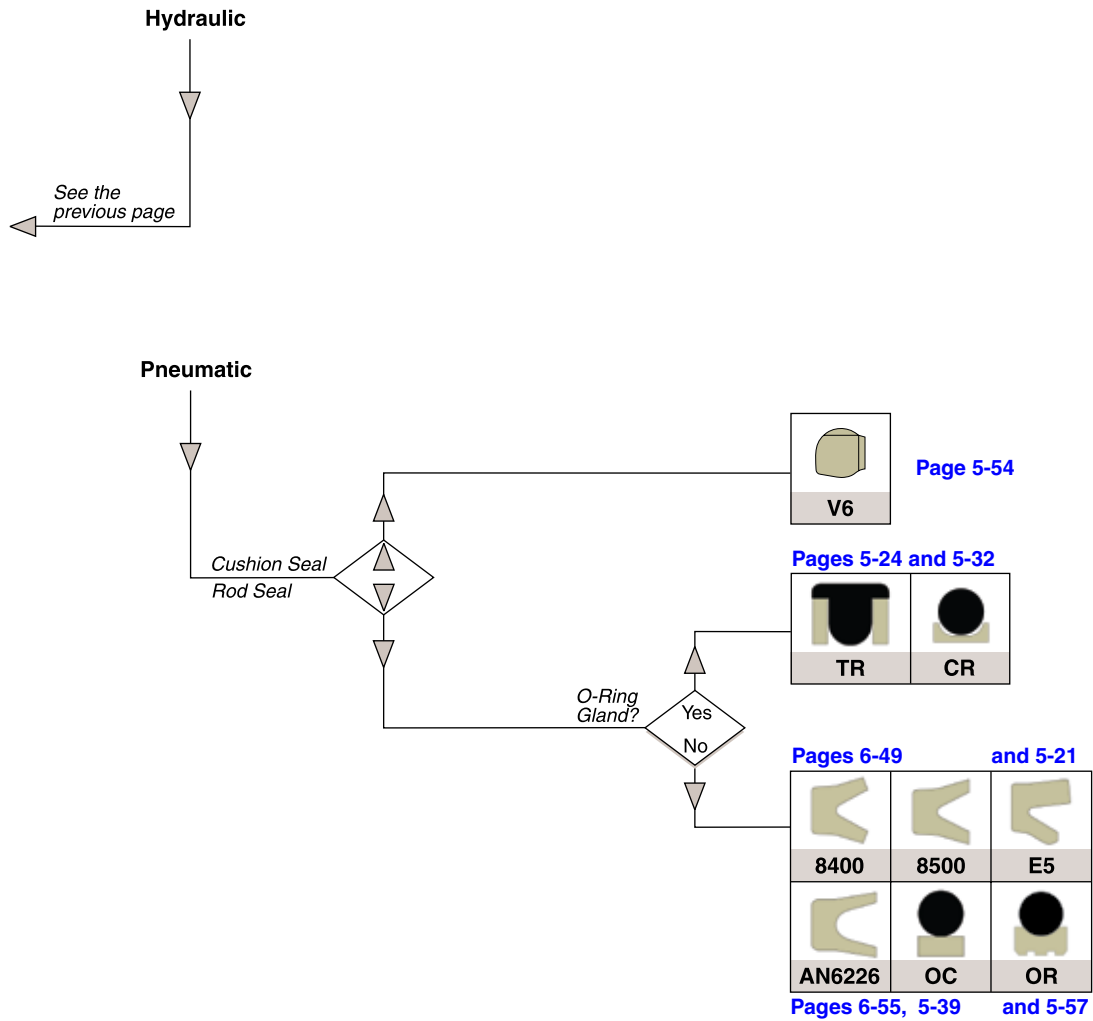 Hydraulic
See the
previous page
Pneumatic
V6
Page 5-54
Cushion Seal
Rod Seal
Pages 5-24 and 5-32
TR CR
O-Ring
Gland?
Yes
No
Pages 6-49 and 5-21
8400 8500 E5
AN6226 OC OR
Pages 6-55, 5-39 and 5-57